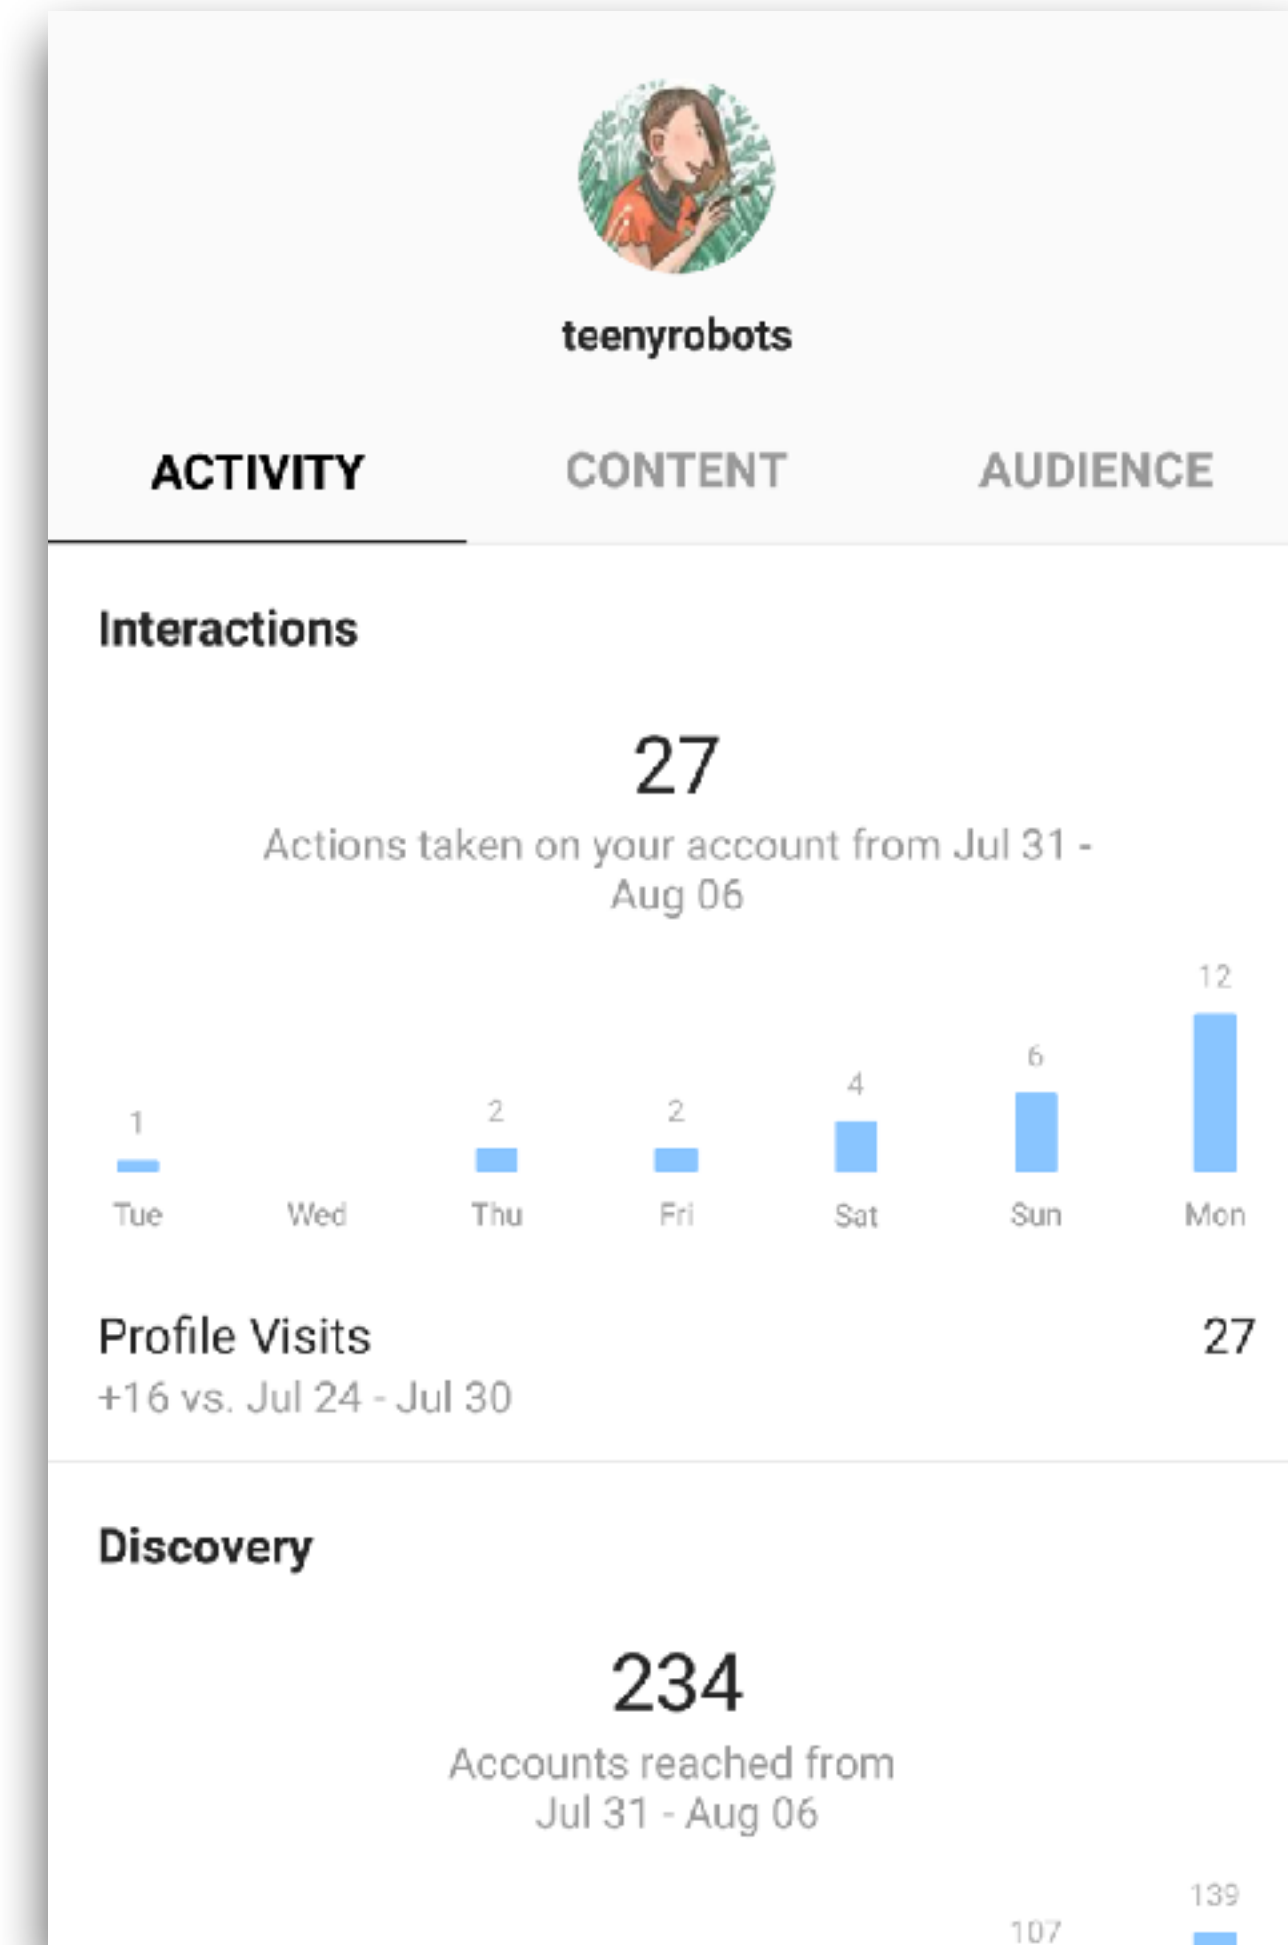 teenyrobots
ACTIVITY CONTENT AUDIENCE
Interactions
27
Actions taken on your account from Jul 31 -
Aug 06
1 2 2 4 6 12
Tue Wed Thu Fri Sat Sun Mon
Profile Visits 27
+16 vs. Jul 24 - Jul 30
Discovery
234
Accounts reached from
Jul 31 - Aug 06
107 139